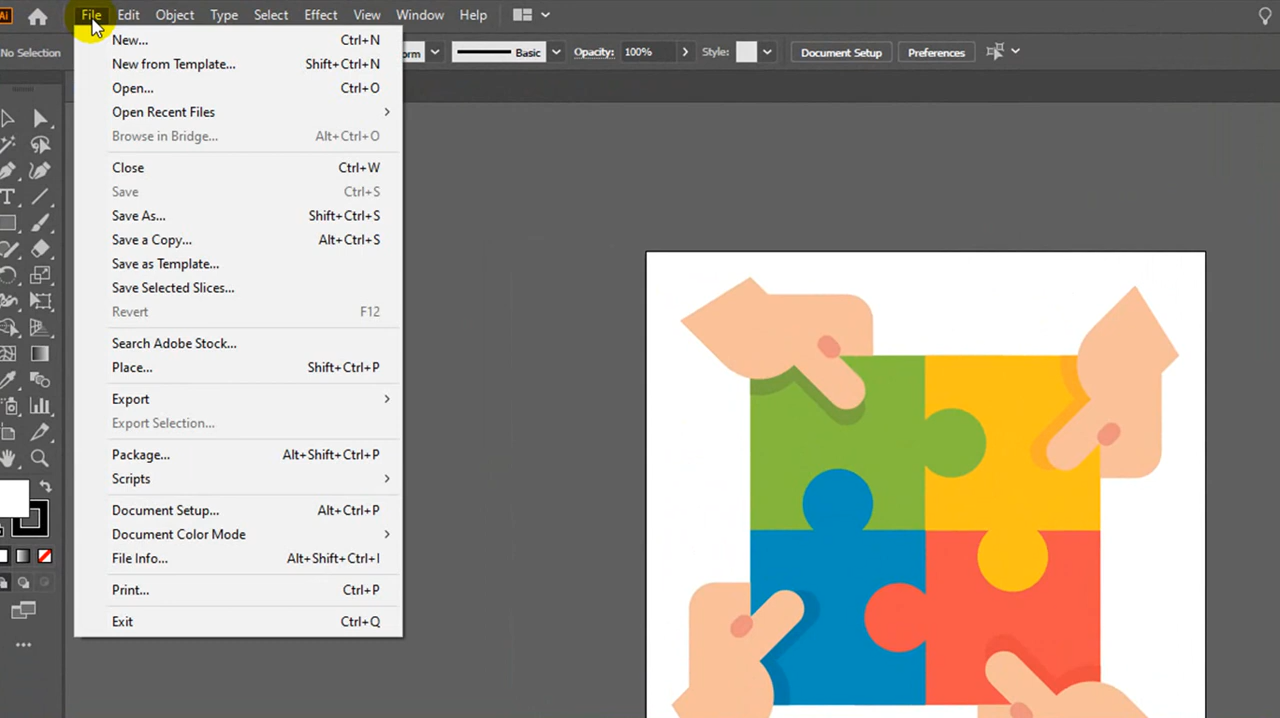 Ai File Edit Object Type Select Effect View Window Help
No Selection Basic Opacity: 100% Style: Document Setup Preferences
New... Ctrl+N
New from Template... Shift+Ctrl+N
Open... Ctrl+O
Open Recent Files
Browse in Bridge... Alt+Ctrl+O
Close Ctrl+W
Save Ctrl+S
Save As... Shift+Ctrl+S
Save a Copy... Alt+Ctrl+S
Save as Template...
Save Selected Slices...
Revert F12
Search Adobe Stock...
Place... Shift+Ctrl+P
Export
Export Selection...
Package... Alt+Shift+Ctrl+P
Scripts
Document Setup... Alt+Ctrl+P
Document Color Mode
File Info... Alt+Shift+Ctrl+I
Print... Ctrl+P
Exit Ctrl+Q